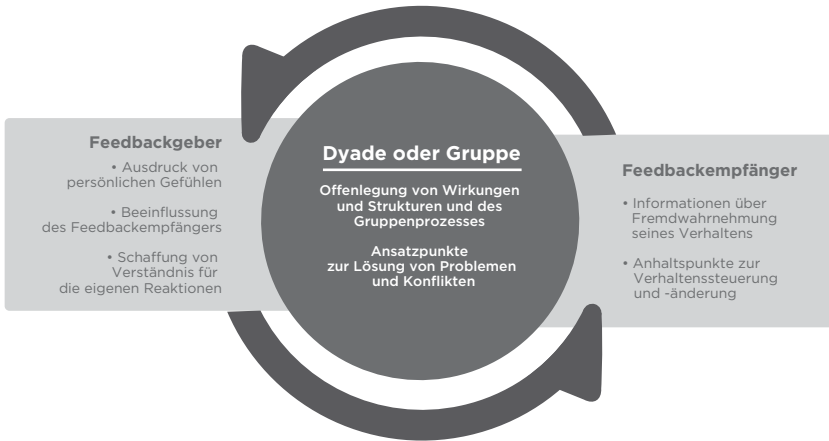 Feedbackgeber
• Ausdruck von
persönlichen Gefühlen
• Beeinflussung
des Feedbackempfängers
• Schaffung von
Verständnis für
die eigenen Reaktionen
Dyade oder Gruppe
Offenlegung von Wirkungen
und Strukturen und des
Gruppenprozesses
Ansatzpunkte
zur Lösung von Problemen
und Konflikten
Feedbackempfänger
• Informationen über
Fremdwahrnehmung
seines Verhaltens
• Anhaltspunkte zur
Verhaltenssteuerung
und -änderung